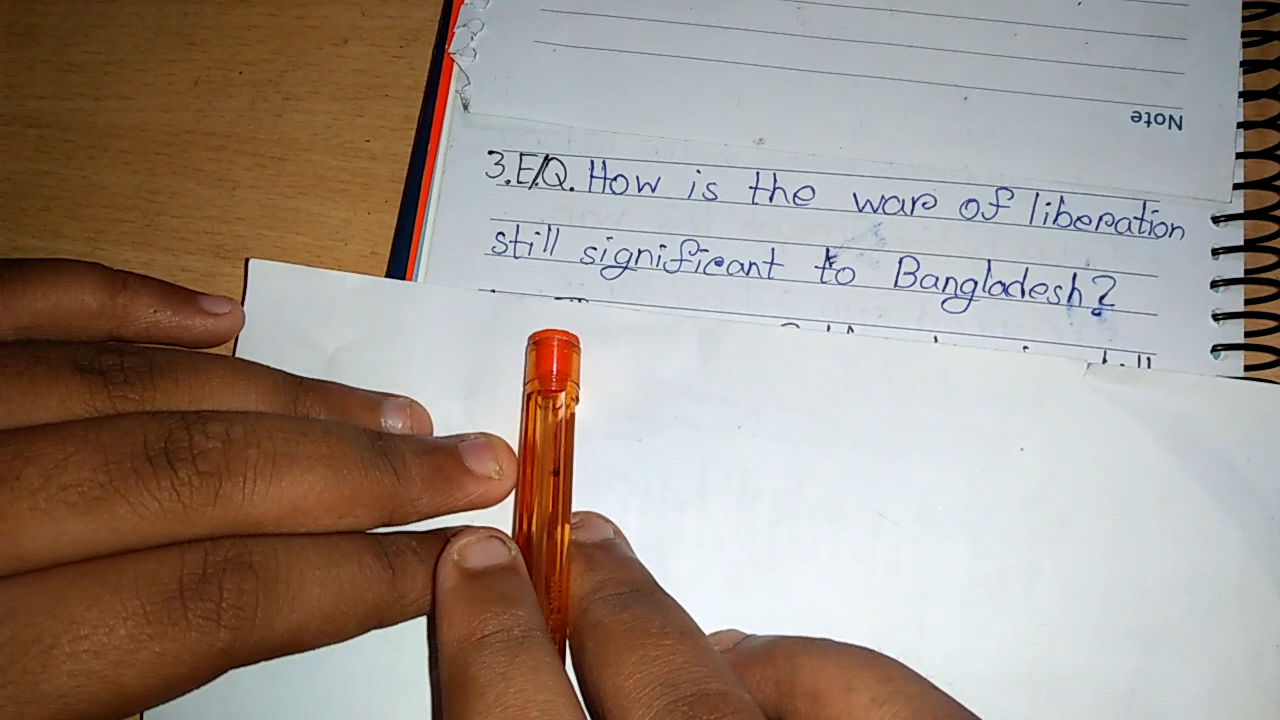 Note
3.E/Q. How is the war of liberation
still significant to Bangladesh?